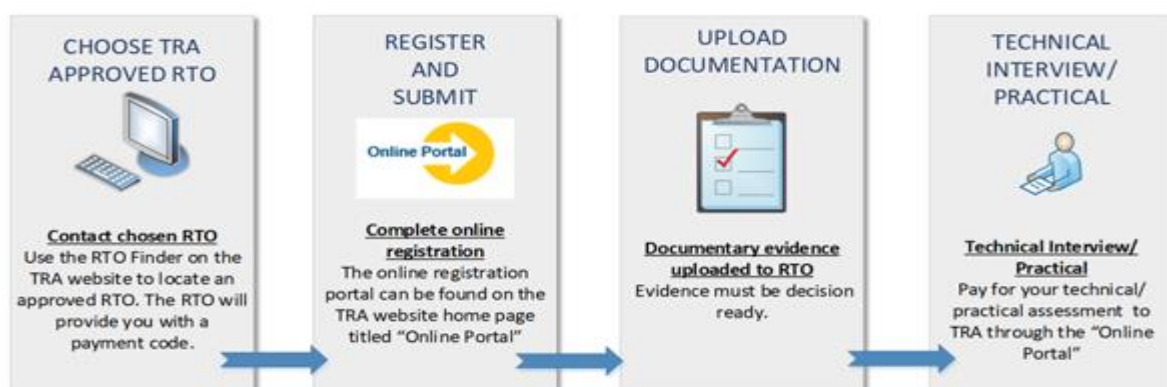 CHOOSE TRA
APPROVED RTO
Contact chosen RTO
Use the RTO Finder on the
TRA website to locate an
approved RTO. The RTO will
provide you with a
payment code.
REGISTER
AND
SUBMIT
Online Portal
Complete online
registration
The online registration
portal can be found on the
TRA website home page
titled “Online Portal”
UPLOAD
DOCUMENTATION
Documentary evidence
uploaded to RTO
Evidence must be decision
ready.
TECHNICAL
INTERVIEW/
PRACTICAL
Technical Interview/
Practical
Pay for your technical/
practical assessment to
TRA through the “Online
Portal”